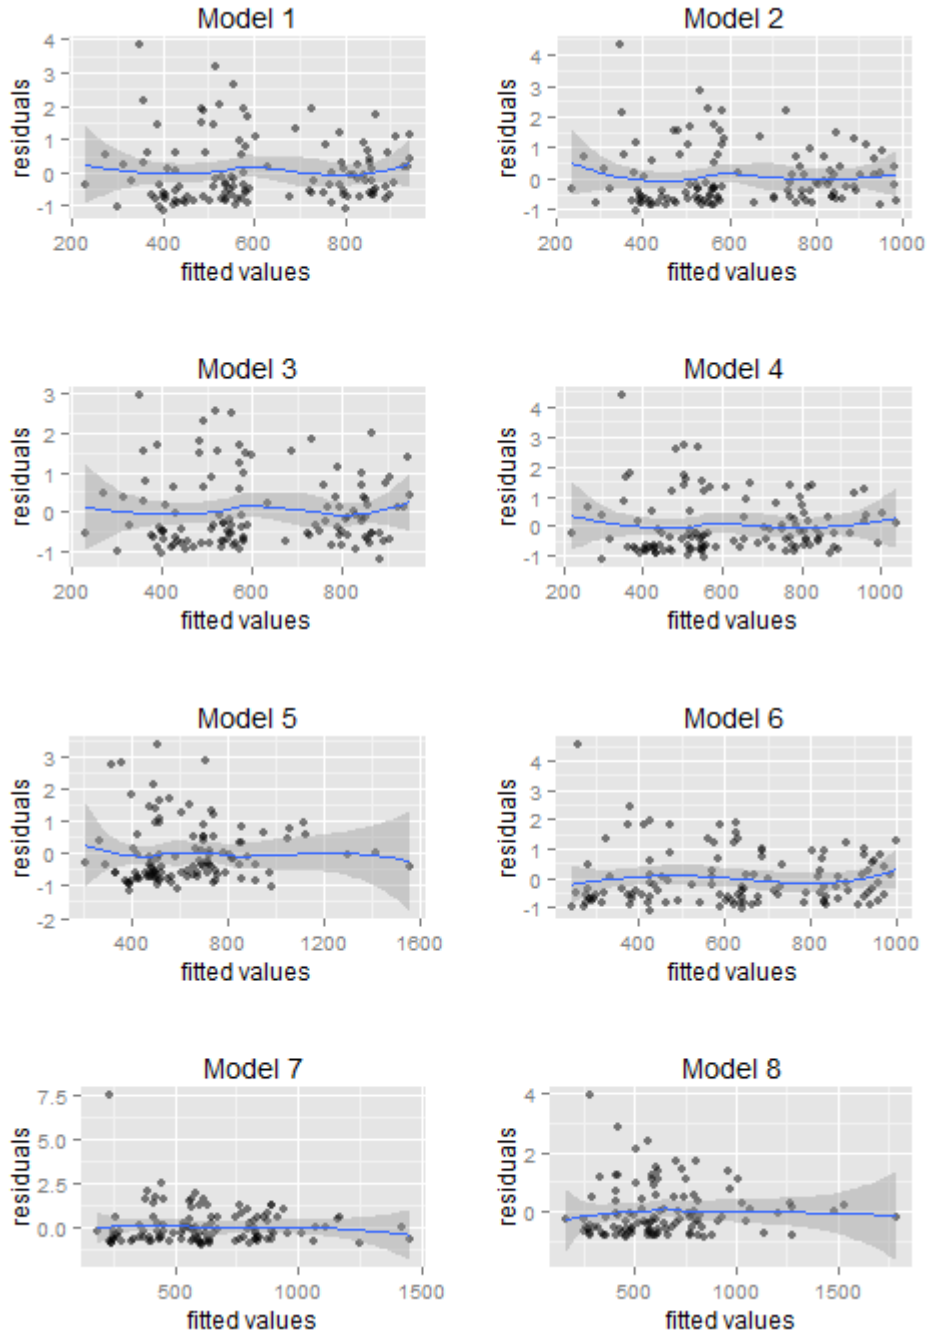 Model 1
4
3
2
1
0
-1
residuals
200 400 600 800
fitted values
Model 2
4
3
2
1
0
-1
residuals
200 400 600 800 1000
fitted values
Model 3
3
2
1
0
-1
residuals
200 400 600 800
fitted values
Model 4
4
3
2
1
0
-1
residuals
200 400 600 800 1000
fitted values
Model 5
3
2
1
0
-1
-2
residuals
400 800 1200 1600
fitted values
Model 6
4
3
2
1
0
-1
residuals
400 600 800 1000
fitted values
Model 7
7.5
5.0
2.5
0.0
residuals
500 1000 1500
fitted values
Model 8
4
2
0
residuals
500 1000 1500
fitted values